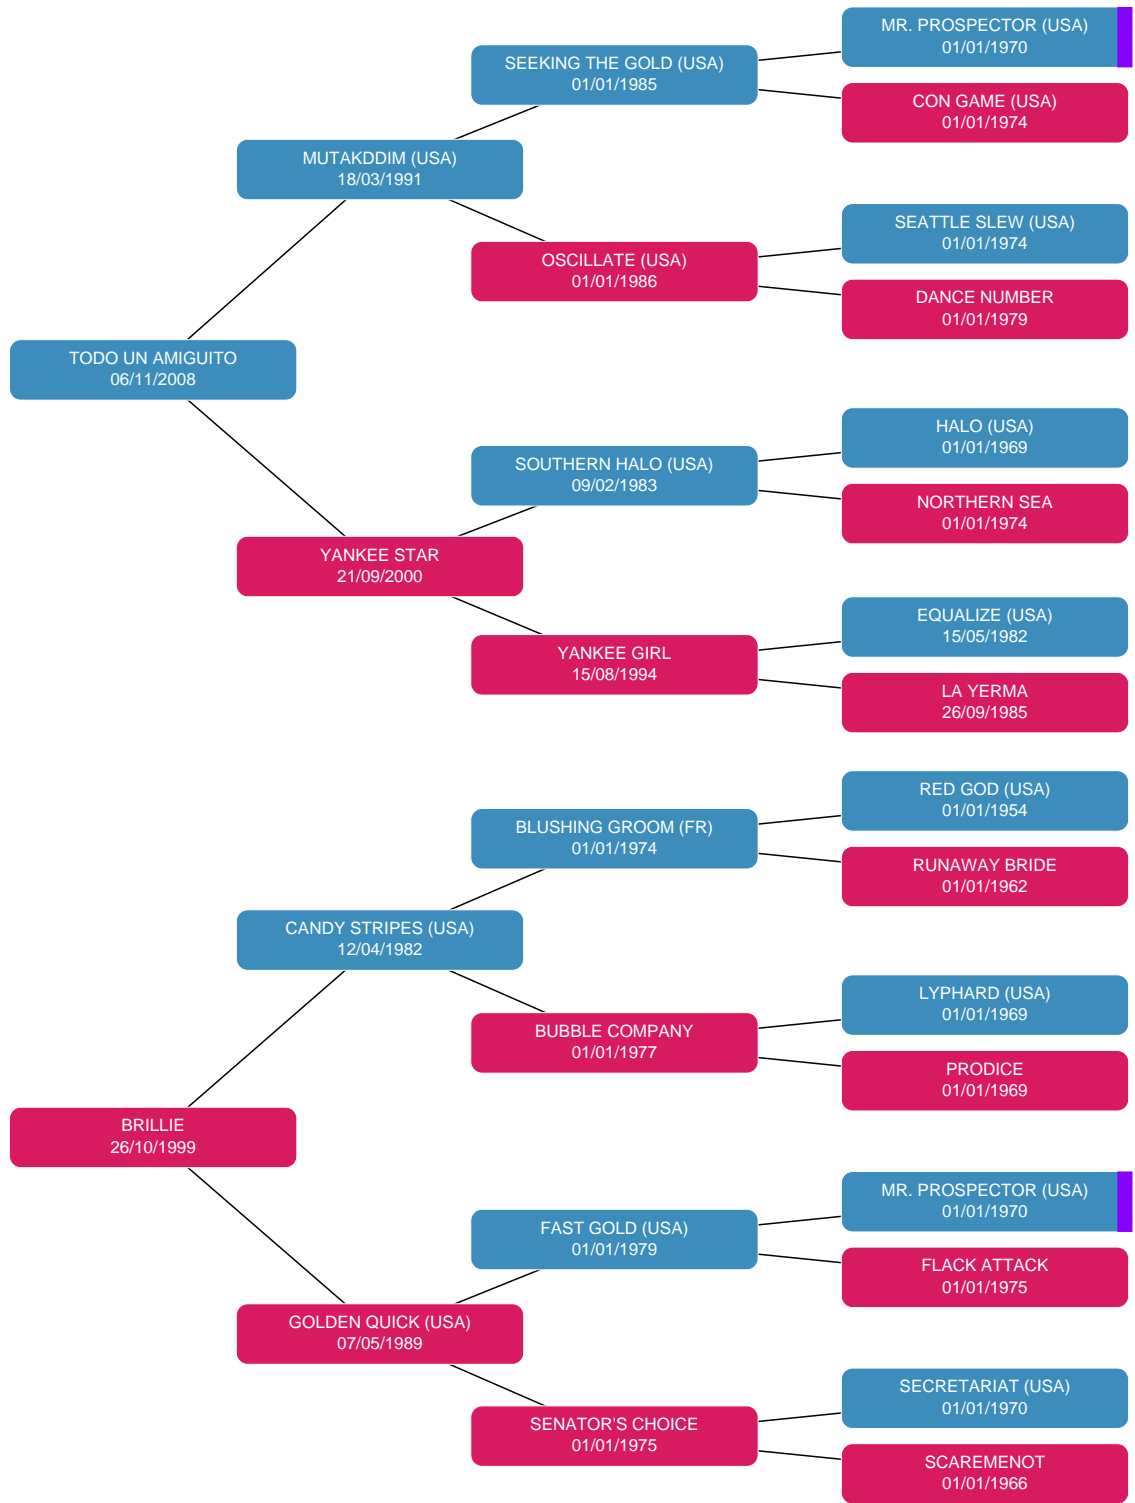 MR. PROSPECTOR (USA)
01/01/1970
SEEKING THE GOLD (USA)
01/01/1985
CON GAME (USA)
01/01/1974
MUTAKDDIM (USA)
18/03/1991
SEATTLE SLEW (USA)
01/01/1974
OSCILLATE (USA)
01/01/1986
DANCE NUMBER
01/01/1979
TODO UN AMIGUITO
06/11/2008
HALO (USA)
01/01/1969
SOUTHERN HALO (USA)
09/02/1983
NORTHERN SEA
01/01/1974
YANKEE STAR
21/09/2000
EQUALIZE (USA)
15/05/1982
YANKEE GIRL
15/08/1994
LA YERMA
26/09/1985
RED GOD (USA)
01/01/1954
BLUSHING GROOM (FR)
01/01/1974
RUNAWAY BRIDE
01/01/1962
CANDY STRIPES (USA)
12/04/1982
LYPHARD (USA)
01/01/1969
BUBBLE COMPANY
01/01/1977
PRODICE
01/01/1969
BRILLIE
26/10/1999
MR. PROSPECTOR (USA)
01/01/1970
FAST GOLD (USA)
01/01/1979
FLACK ATTACK
01/01/1975
GOLDEN QUICK (USA)
07/05/1989
SECRETARIAT (USA)
01/01/1970
SENATOR'S CHOICE
01/01/1975
SCAREMENOT
01/01/1966